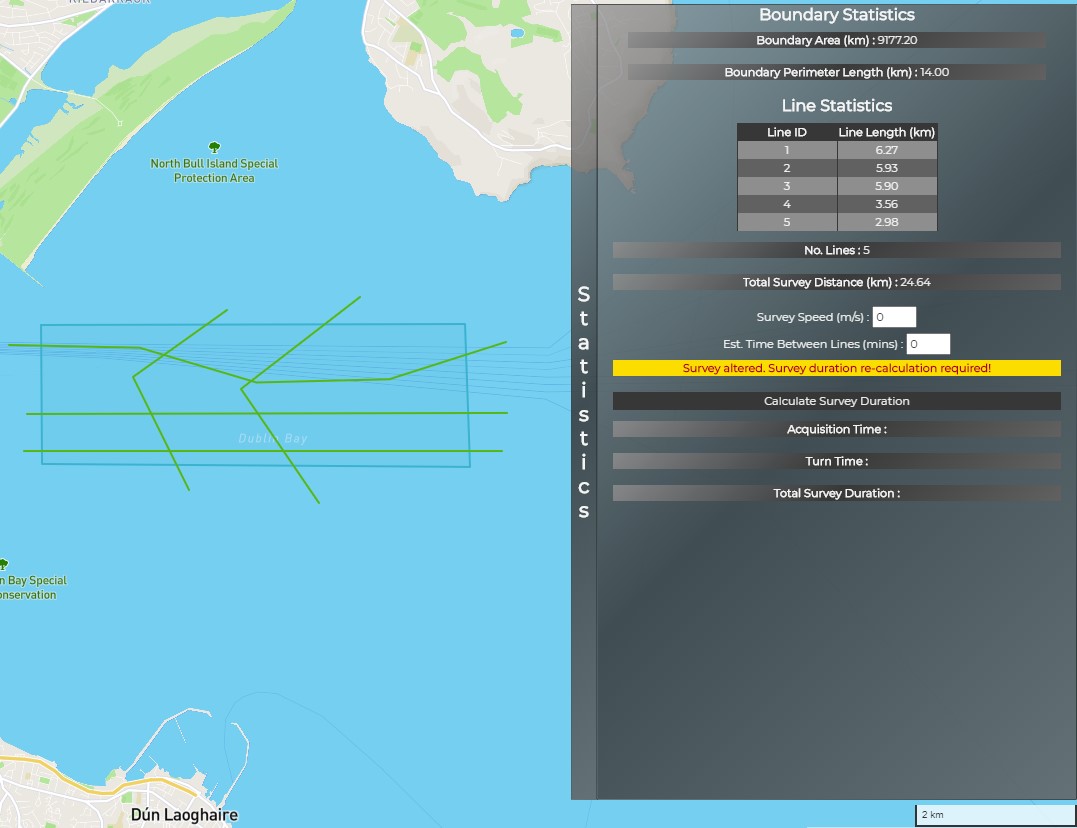 KILBARRACK
North Bull Island Special
Protection Area
Dublin Bay
n Bay Special
onservation
Dún Laoghaire
Statistics
Boundary Statistics
Boundary Area (km) : 9177.20
Boundary Perimeter Length (km) : 14.00
Line Statistics
Line ID Line Length (km)
1 6.27
2 5.93
3 5.90
4 3.56
5 2.98
No. Lines : 5
Total Survey Distance (km) : 24.64
Survey Speed (m/s) : 0
Est. Time Between Lines (mins) : 0
Survey altered. Survey duration re-calculation required!
Calculate Survey Duration
Acquisition Time :
Turn Time :
Total Survey Duration :
2 km